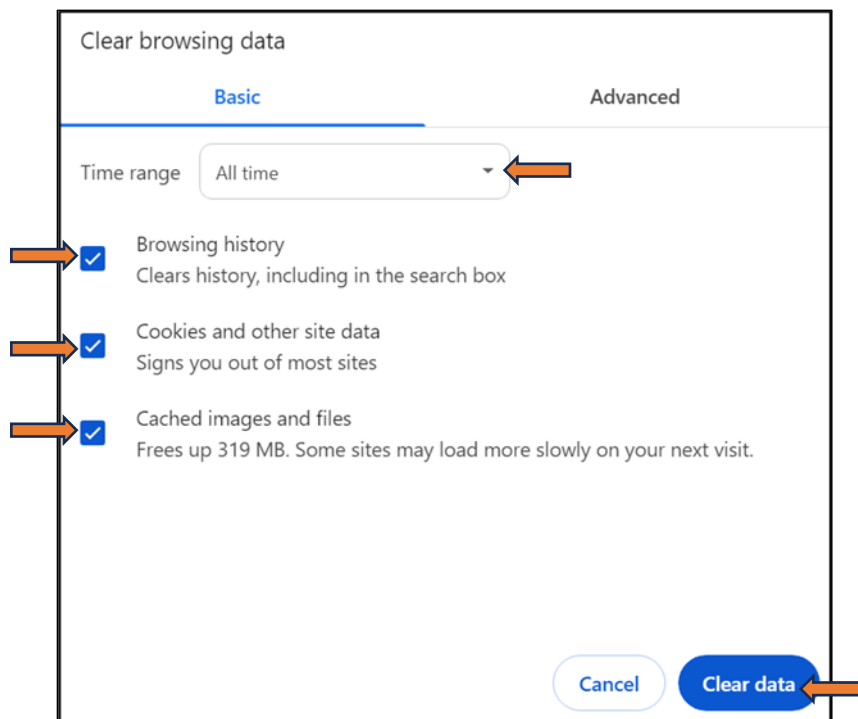 Clear browsing data
Basic Advanced
Time range All time
Browsing history
Clears history, including in the search box
Cookies and other site data
Signs you out of most sites
Cached images and files
Frees up 319 MB. Some sites may load more slowly on your next visit.
Cancel Clear data